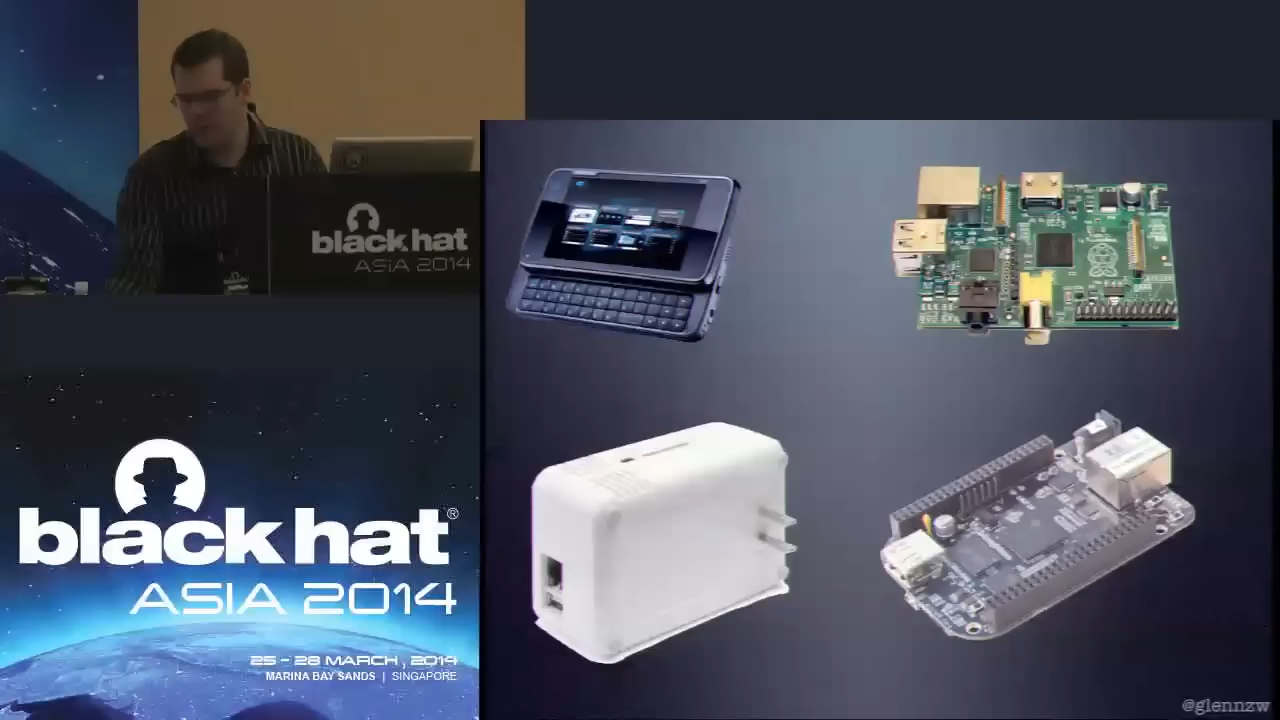 black hat
ASIA 2014
black hat®
ASIA 2014
25 - 28 MARCH, 2014
MARINA BAY SANDS | SINGAPORE
@glennzw